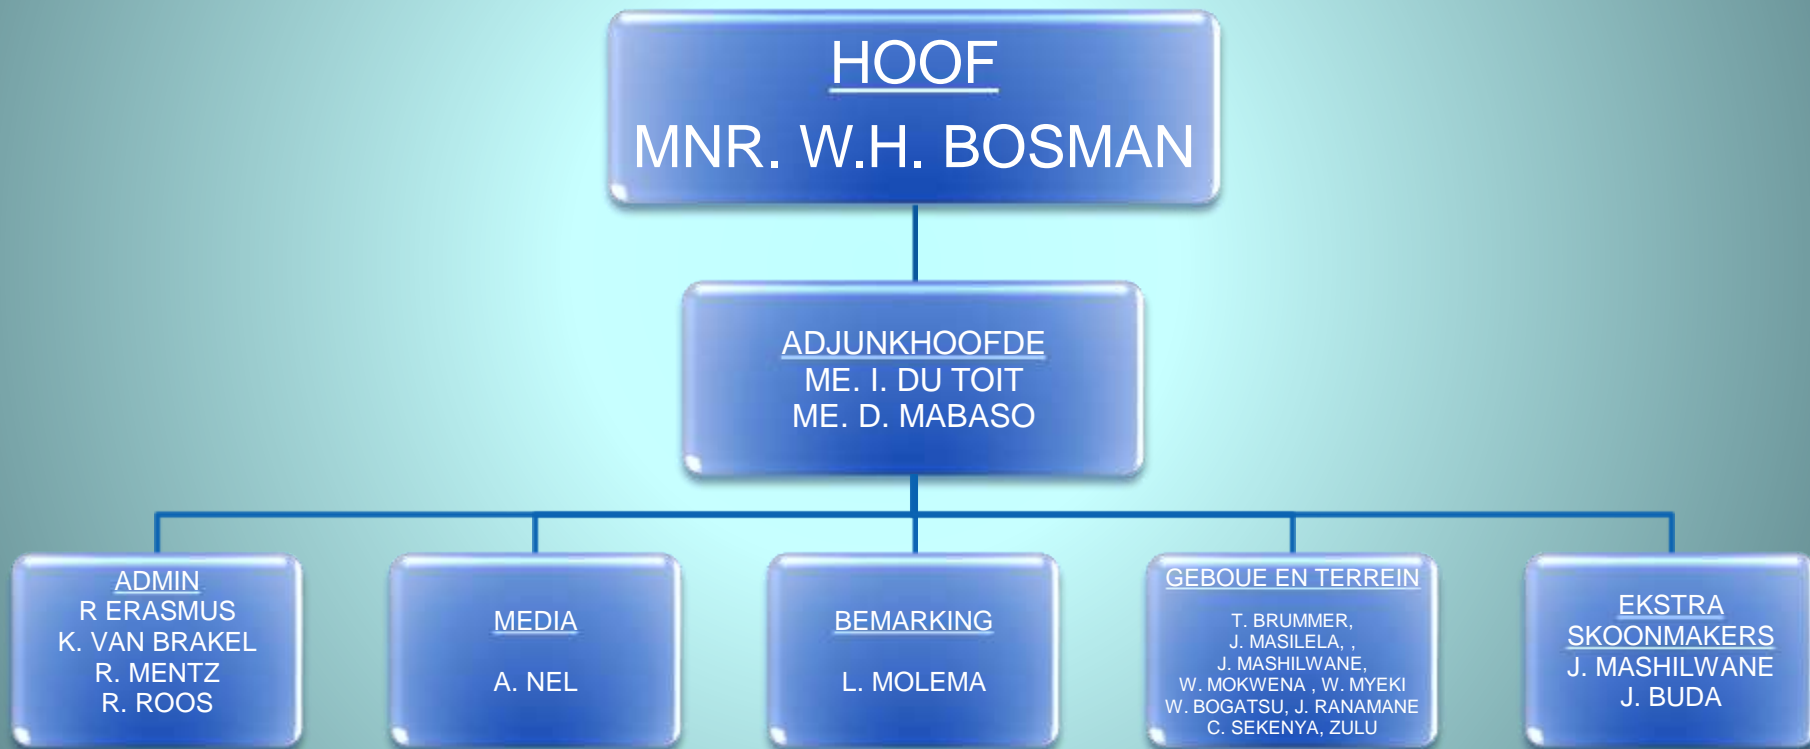 HOOF
MNR. W.H. BOSMAN
ADJUNKHOOFDE
ME. I. DU TOIT
ME. D. MABASO
ADMIN
R ERASMUS
K. VAN BRAKEL
R. MENTZ
R. ROOS
MEDIA
A. NEL
BEMARKING
L. MOLEMA
GEBOUE EN TERREIN
T. BRUMMER,
J. MASILELA, ,
J. MASHILWANE,
W. MOKWENA , W. MYEKI
W. BOGATSU, J. RANAMANE
C. SEKENYA, ZULU
EKSTRA
SKOONMAKERS
J. MASHILWANE
J. BUDA